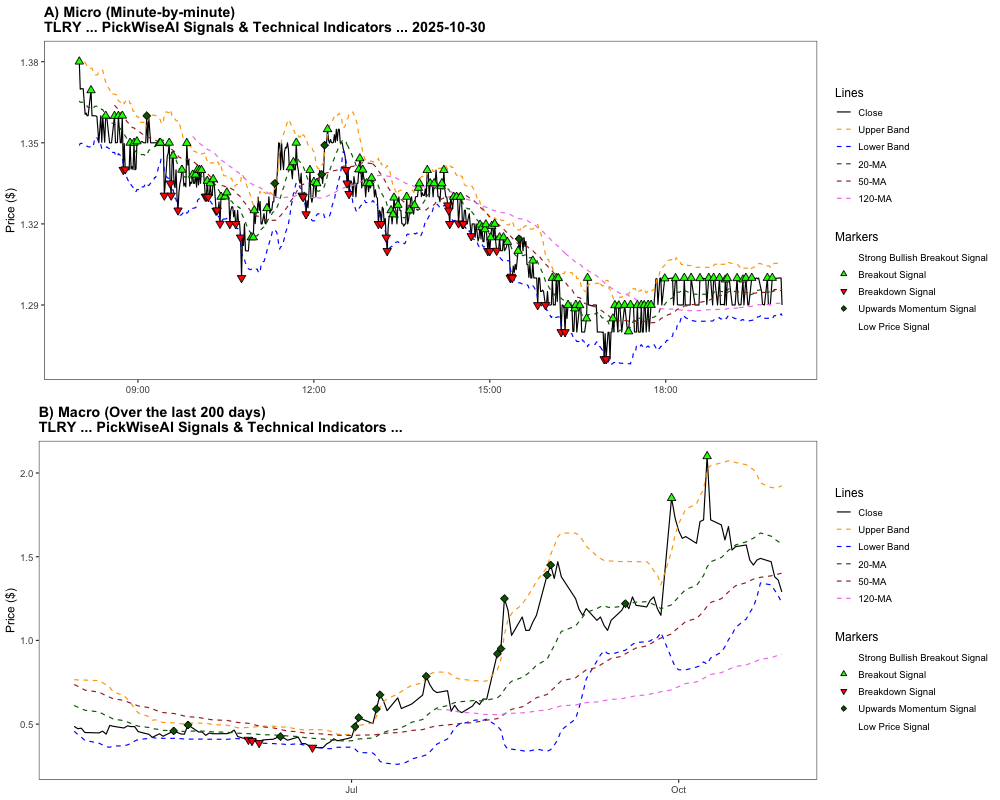 A) Micro (Minute-by-minute)
TLRY ... PickWiseAI Signals & Technical Indicators ... 2025-10-30
Price ($)
1.38
1.35
1.32
1.29
09:00
12:00
15:00
18:00
Lines
Close
Upper Band
Lower Band
20-MA
50-MA
120-MA
Markers
Strong Bullish Breakout Signal
Breakout Signal
Breakdown Signal
Upwards Momentum Signal
Low Price Signal
B) Macro (Over the last 200 days)
TLRY ... PickWiseAI Signals & Technical Indicators ...
Price ($)
2.0
1.5
1.0
0.5
Jul
Oct
Lines
Close
Upper Band
Lower Band
20-MA
50-MA
120-MA
Markers
Strong Bullish Breakout Signal
Breakout Signal
Breakdown Signal
Upwards Momentum Signal
Low Price Signal